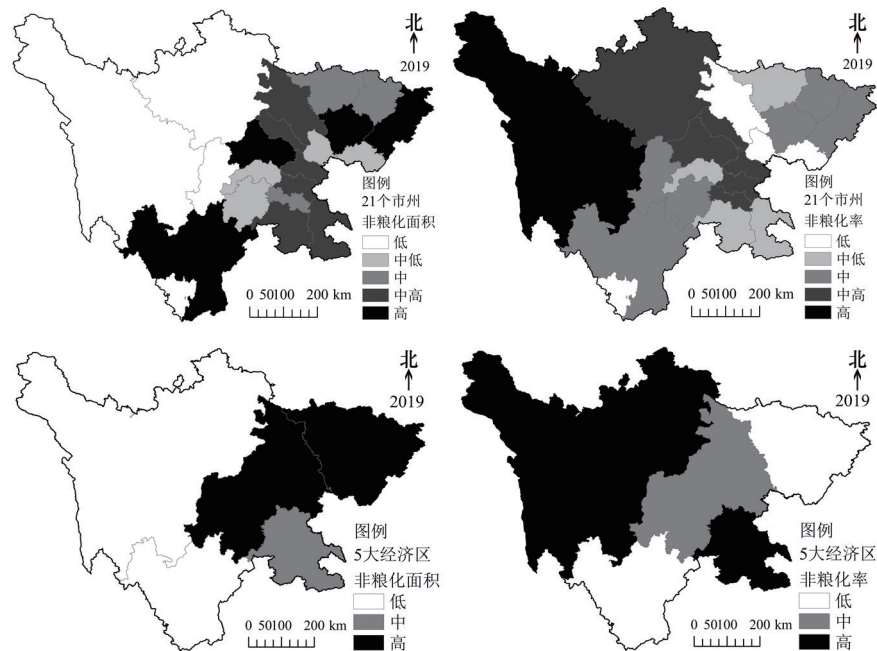 北
2019
图例
21个市州
非粮化面积
低
中低
中
中高
高
0 50100 200 km
北
2019
图例
21个市州
非粮化率
低
中低
中
中高
高
0 50100 200 km
北
2019
图例
5大经济区
非粮化面积
低
中
高
0 50100 200 km
北
2019
图例
5大经济区
非粮化率
低
中
高
0 50100 200 km